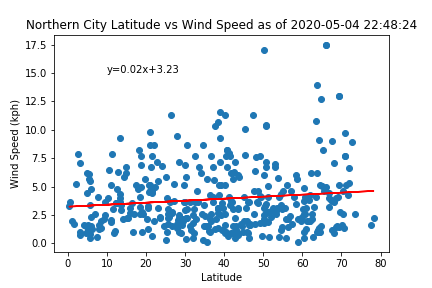 Northern City Latitude vs Wind Speed as of 2020-05-04 22:48:24
17.5
y=0.02x+3.23
15.0
12.5
10.0
7.5
5.0
2.5
0.0
Wind Speed (kph)
0 10 20 30 40 50 60 70 80
Latitude